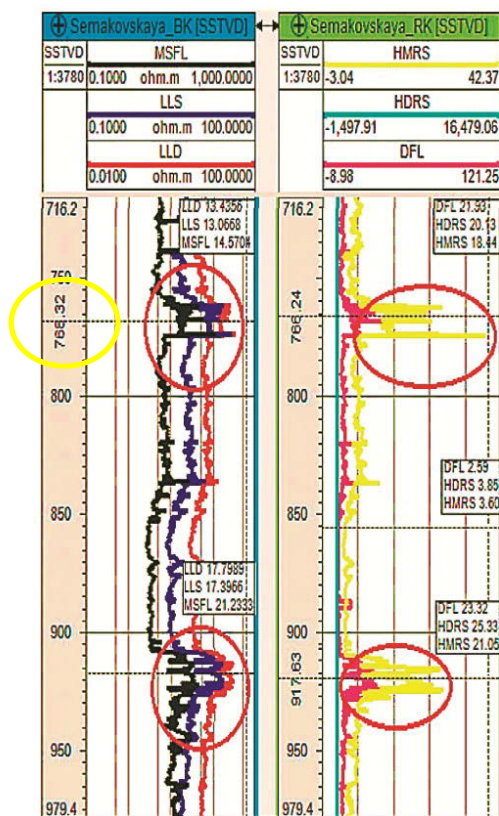 Semakovskaya_BK [SSTVD]
SSTVD MSFL
1:3780 0.1000 ohm.m 1,000.0000
LLS
0.1000 ohm.m 100.0000
LLD
0.0100 ohm.m 100.0000
716.2
LLD 13.4356
LLS 13.0668
MSFL 14.5704
750
766.32
800
850
LLD 17.7989
LLS 17.3966
MSFL 21.2333
900
950
979.4
Semakovskaya_RK [SSTVD]
SSTVD HMRS
1:3780 -3.04 42.37
HDRS
-1,497.91 16,479.06
DFL
-8.98 121.25
716.2
DFL 21.93
HDRS 20.13
HMRS 18.44
766.24
800
850
DFL 2.59
HDRS 3.85
HMRS 3.60
900
DFL 23.32
HDRS 25.33
HMRS 21.05
917.63
950
979.4